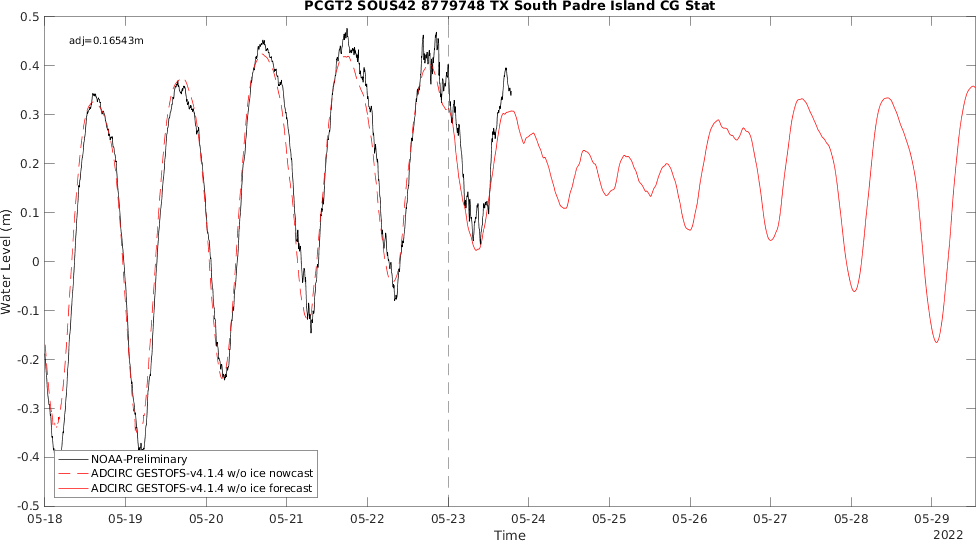 PCGT2 SOUS42 8779748 TX South Padre Island CG Stat
adj=0.16543m
Water Level (m)
0.5
0.4
0.3
0.2
0.1
0
-0.1
-0.2
-0.3
-0.4
-0.5
NOAA-Preliminary
ADCIRC GESTOFS-v4.1.4 w/o ice nowcast
ADCIRC GESTOFS-v4.1.4 w/o ice forecast
05-18 05-19 05-20 05-21 05-22 05-23 05-24 05-25 05-26 05-27 05-28 05-29
Time
2022